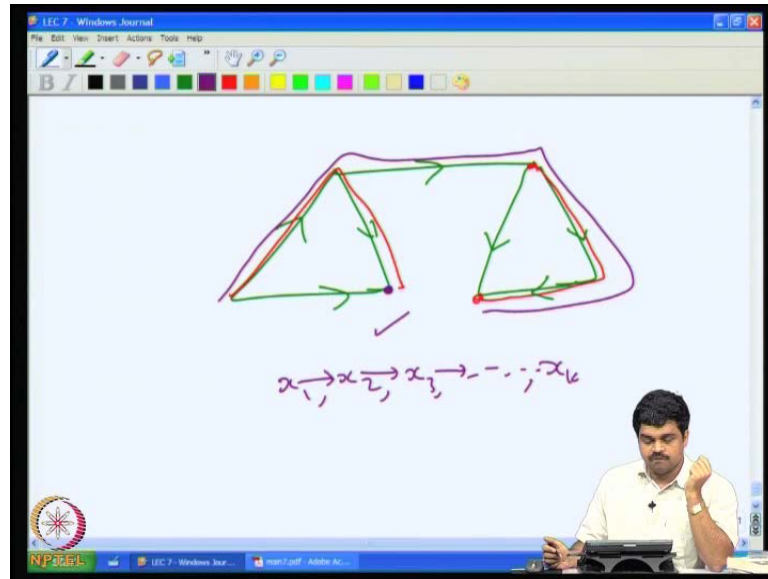 LEC 7 - Windows Journal
File Edit View Insert Actions Tools Help
B I
x₁, → x₂, → x₃, → - - . . , x_k
NPTEL
LEC 7 - Windows Jour... main7.pdf - Adobe Ac...